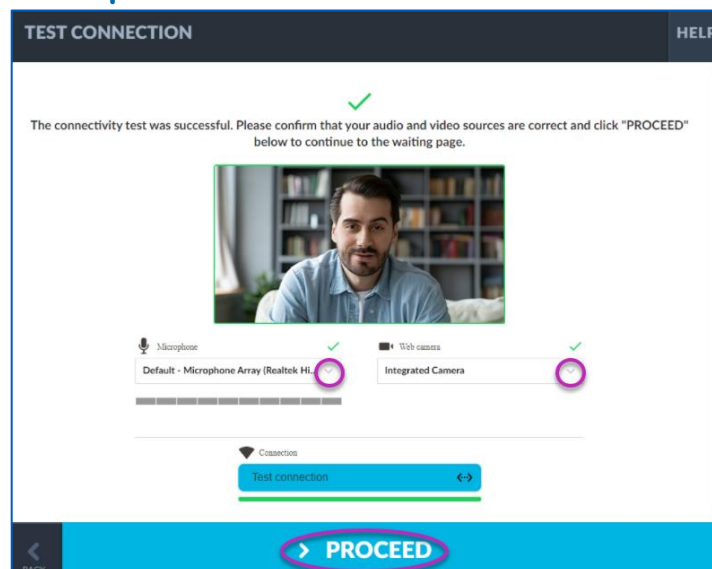 TEST CONNECTION
HELP
The connectivity test was successful. Please confirm that your audio and video sources are correct and click "PROCEED"
below to continue to the waiting page.
Microphone
Web camera
Default - Microphone Array (Realtek Hi...
Integrated Camera
Connection
Test connection
PROCEED
BACK